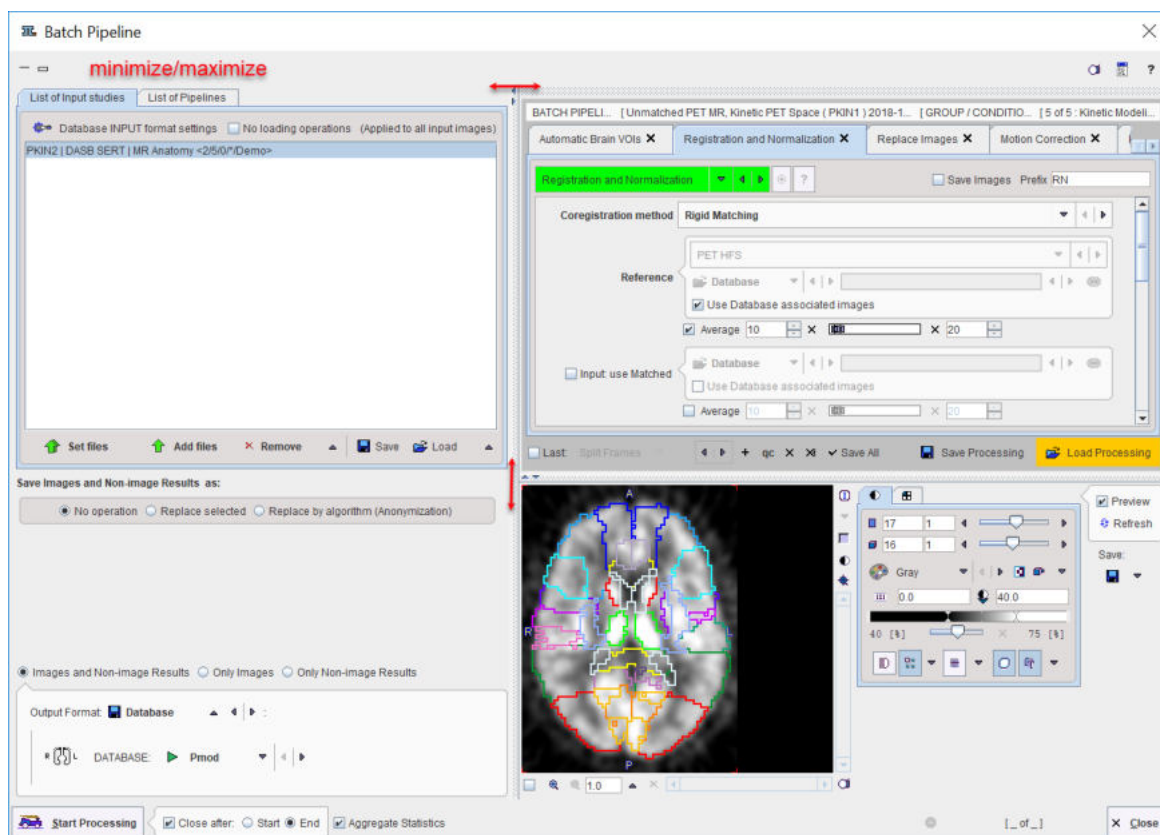 Batch Pipeline
minimize/maximize
List of Input studies List of Pipelines
Database INPUT format settings No loading operations (Applied to all input images)
PKIN2 | DASB SERT | MR Anatomy <2/5/0/*/Demo>
Set files Add files Remove Save Load
Save Images and Non-image Results as:
No operation Replace selected Replace by algorithm (Anonymization)
Images and Non-image Results Only Images Only Non-image Results
Output Format: Database :
R L DATABASE: Pmod
BATCH PIPELI... [ Unmatched PET MR, Kinetic PET Space ( PKIN1 ) 2018-1... [ GROUP / CONDITIO... [ 5 of 5 : Kinetic Modeli...
Automatic Brain VOIs Registration and Normalization Replace Images Motion Correction
Registration and Normalization ? Save Images Prefix RN
Coregistration method Rigid Matching
PET HFS
Reference
Database
Use Database associated images
Average 10 20
Input: use Matched
Database
Use Database associated images
Average 10 20
Last: Split Frames + qc Save All Save Processing Load Processing
A
R
L
P
1.0
17 1
16 1
Gray
0.0 40.0
40 [%] 75 [%]
Preview
Refresh
Save:
Start Processing Close after: Start End Aggregate Statistics [_ of _] Close